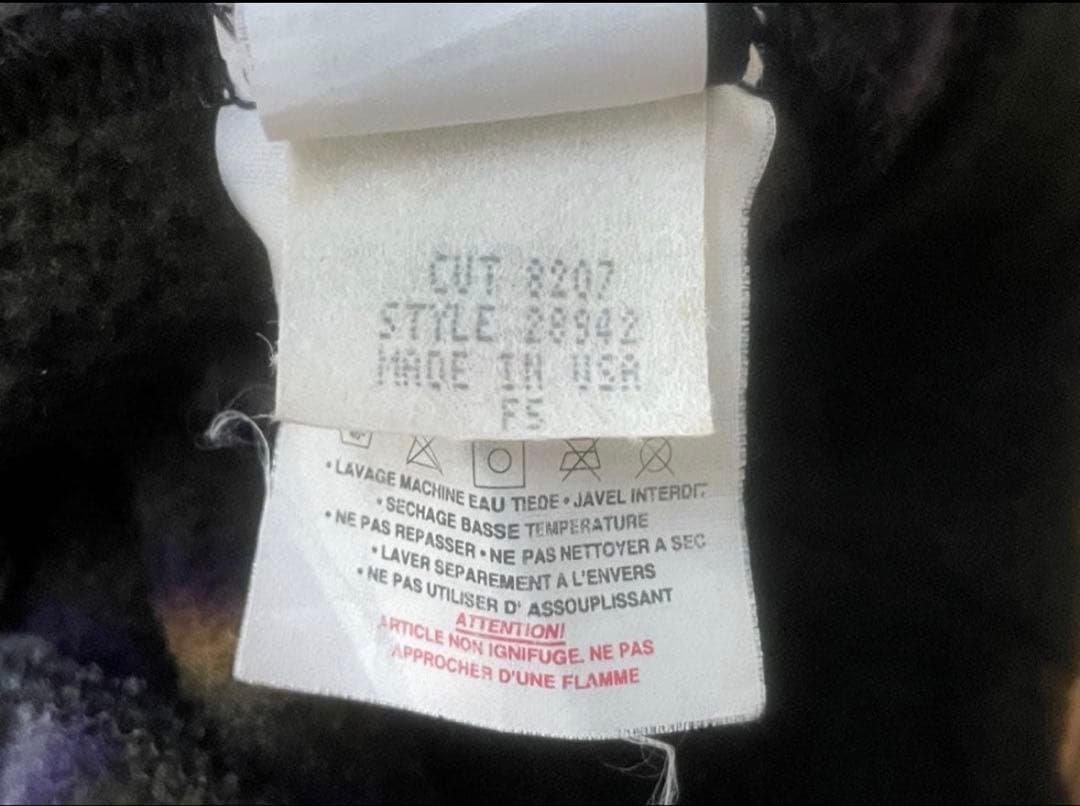 CUT 8207
STYLE 28942
MADE IN USA
FS
• LAVAGE MACHINE EAU TIEDE • JAVEL INTERDIT
• SECHAGE BASSE TEMPERATURE
• NE PAS REPASSER • NE PAS NETTOYER A SEC
• LAVER SEPAREMENT A L'ENVERS
• NE PAS UTILISER D' ASSOUPLISSANT
ATTENTION!
ARTICLE NON IGNIFUGE. NE PAS
APPROCHER D'UNE FLAMME